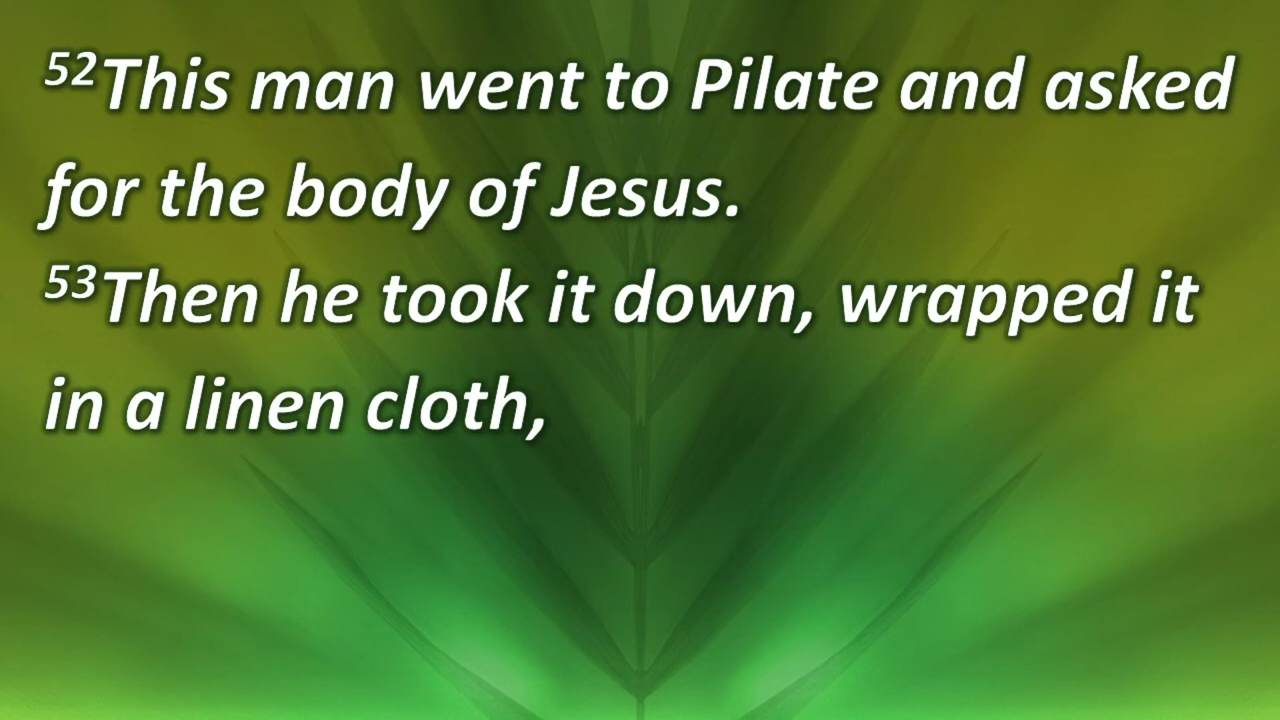 52This man went to Pilate and asked
for the body of Jesus.
53Then he took it down, wrapped it
in a linen cloth,